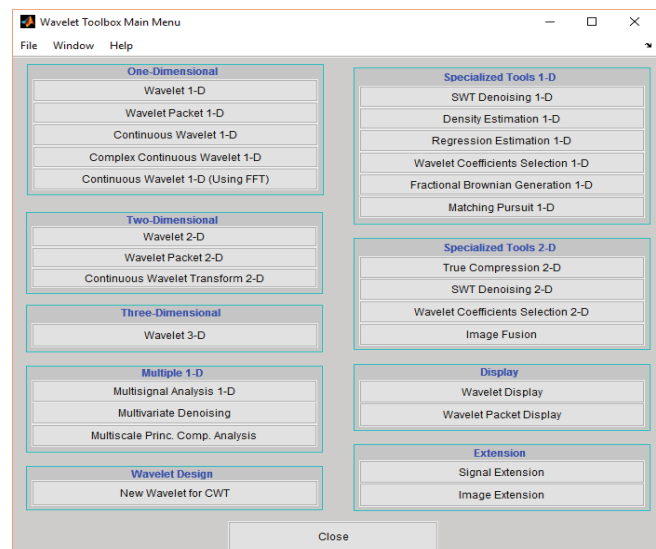 Wavelet Toolbox Main Menu
File Window Help
One-Dimensional
Wavelet 1-D
Wavelet Packet 1-D
Continuous Wavelet 1-D
Complex Continuous Wavelet 1-D
Continuous Wavelet 1-D (Using FFT)
Two-Dimensional
Wavelet 2-D
Wavelet Packet 2-D
Continuous Wavelet Transform 2-D
Three-Dimensional
Wavelet 3-D
Multiple 1-D
Multisignal Analysis 1-D
Multivariate Denoising
Multiscale Princ. Comp. Analysis
Wavelet Design
New Wavelet for CWT
Specialized Tools 1-D
SWT Denoising 1-D
Density Estimation 1-D
Regression Estimation 1-D
Wavelet Coefficients Selection 1-D
Fractional Brownian Generation 1-D
Matching Pursuit 1-D
Specialized Tools 2-D
True Compression 2-D
SWT Denoising 2-D
Wavelet Coefficients Selection 2-D
Image Fusion
Display
Wavelet Display
Wavelet Packet Display
Extension
Signal Extension
Image Extension
Close